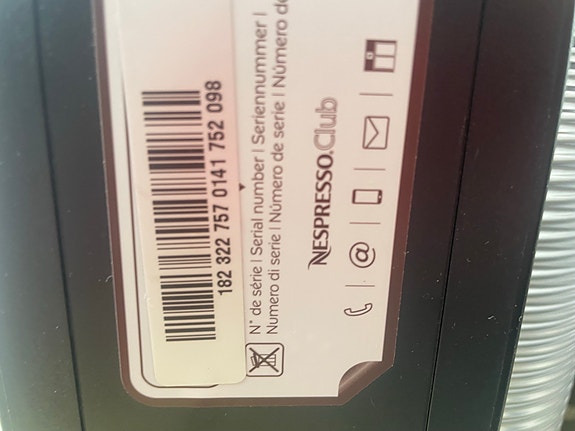 182 322 757 0141 752 098
N° de série | Serial number | Seriennummer |
Numero di serie | Número de serie | Número de
NESPRESSO.Club
@